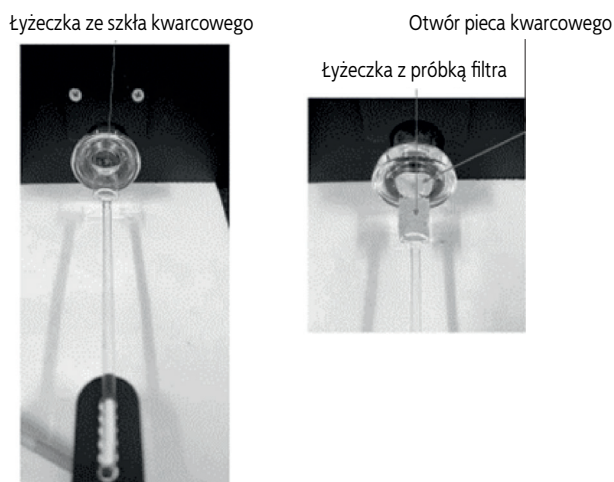 Łyżeczka ze szkła kwarcowego
Otwór pieca kwarcowego
Łyżeczka z próbką filtra